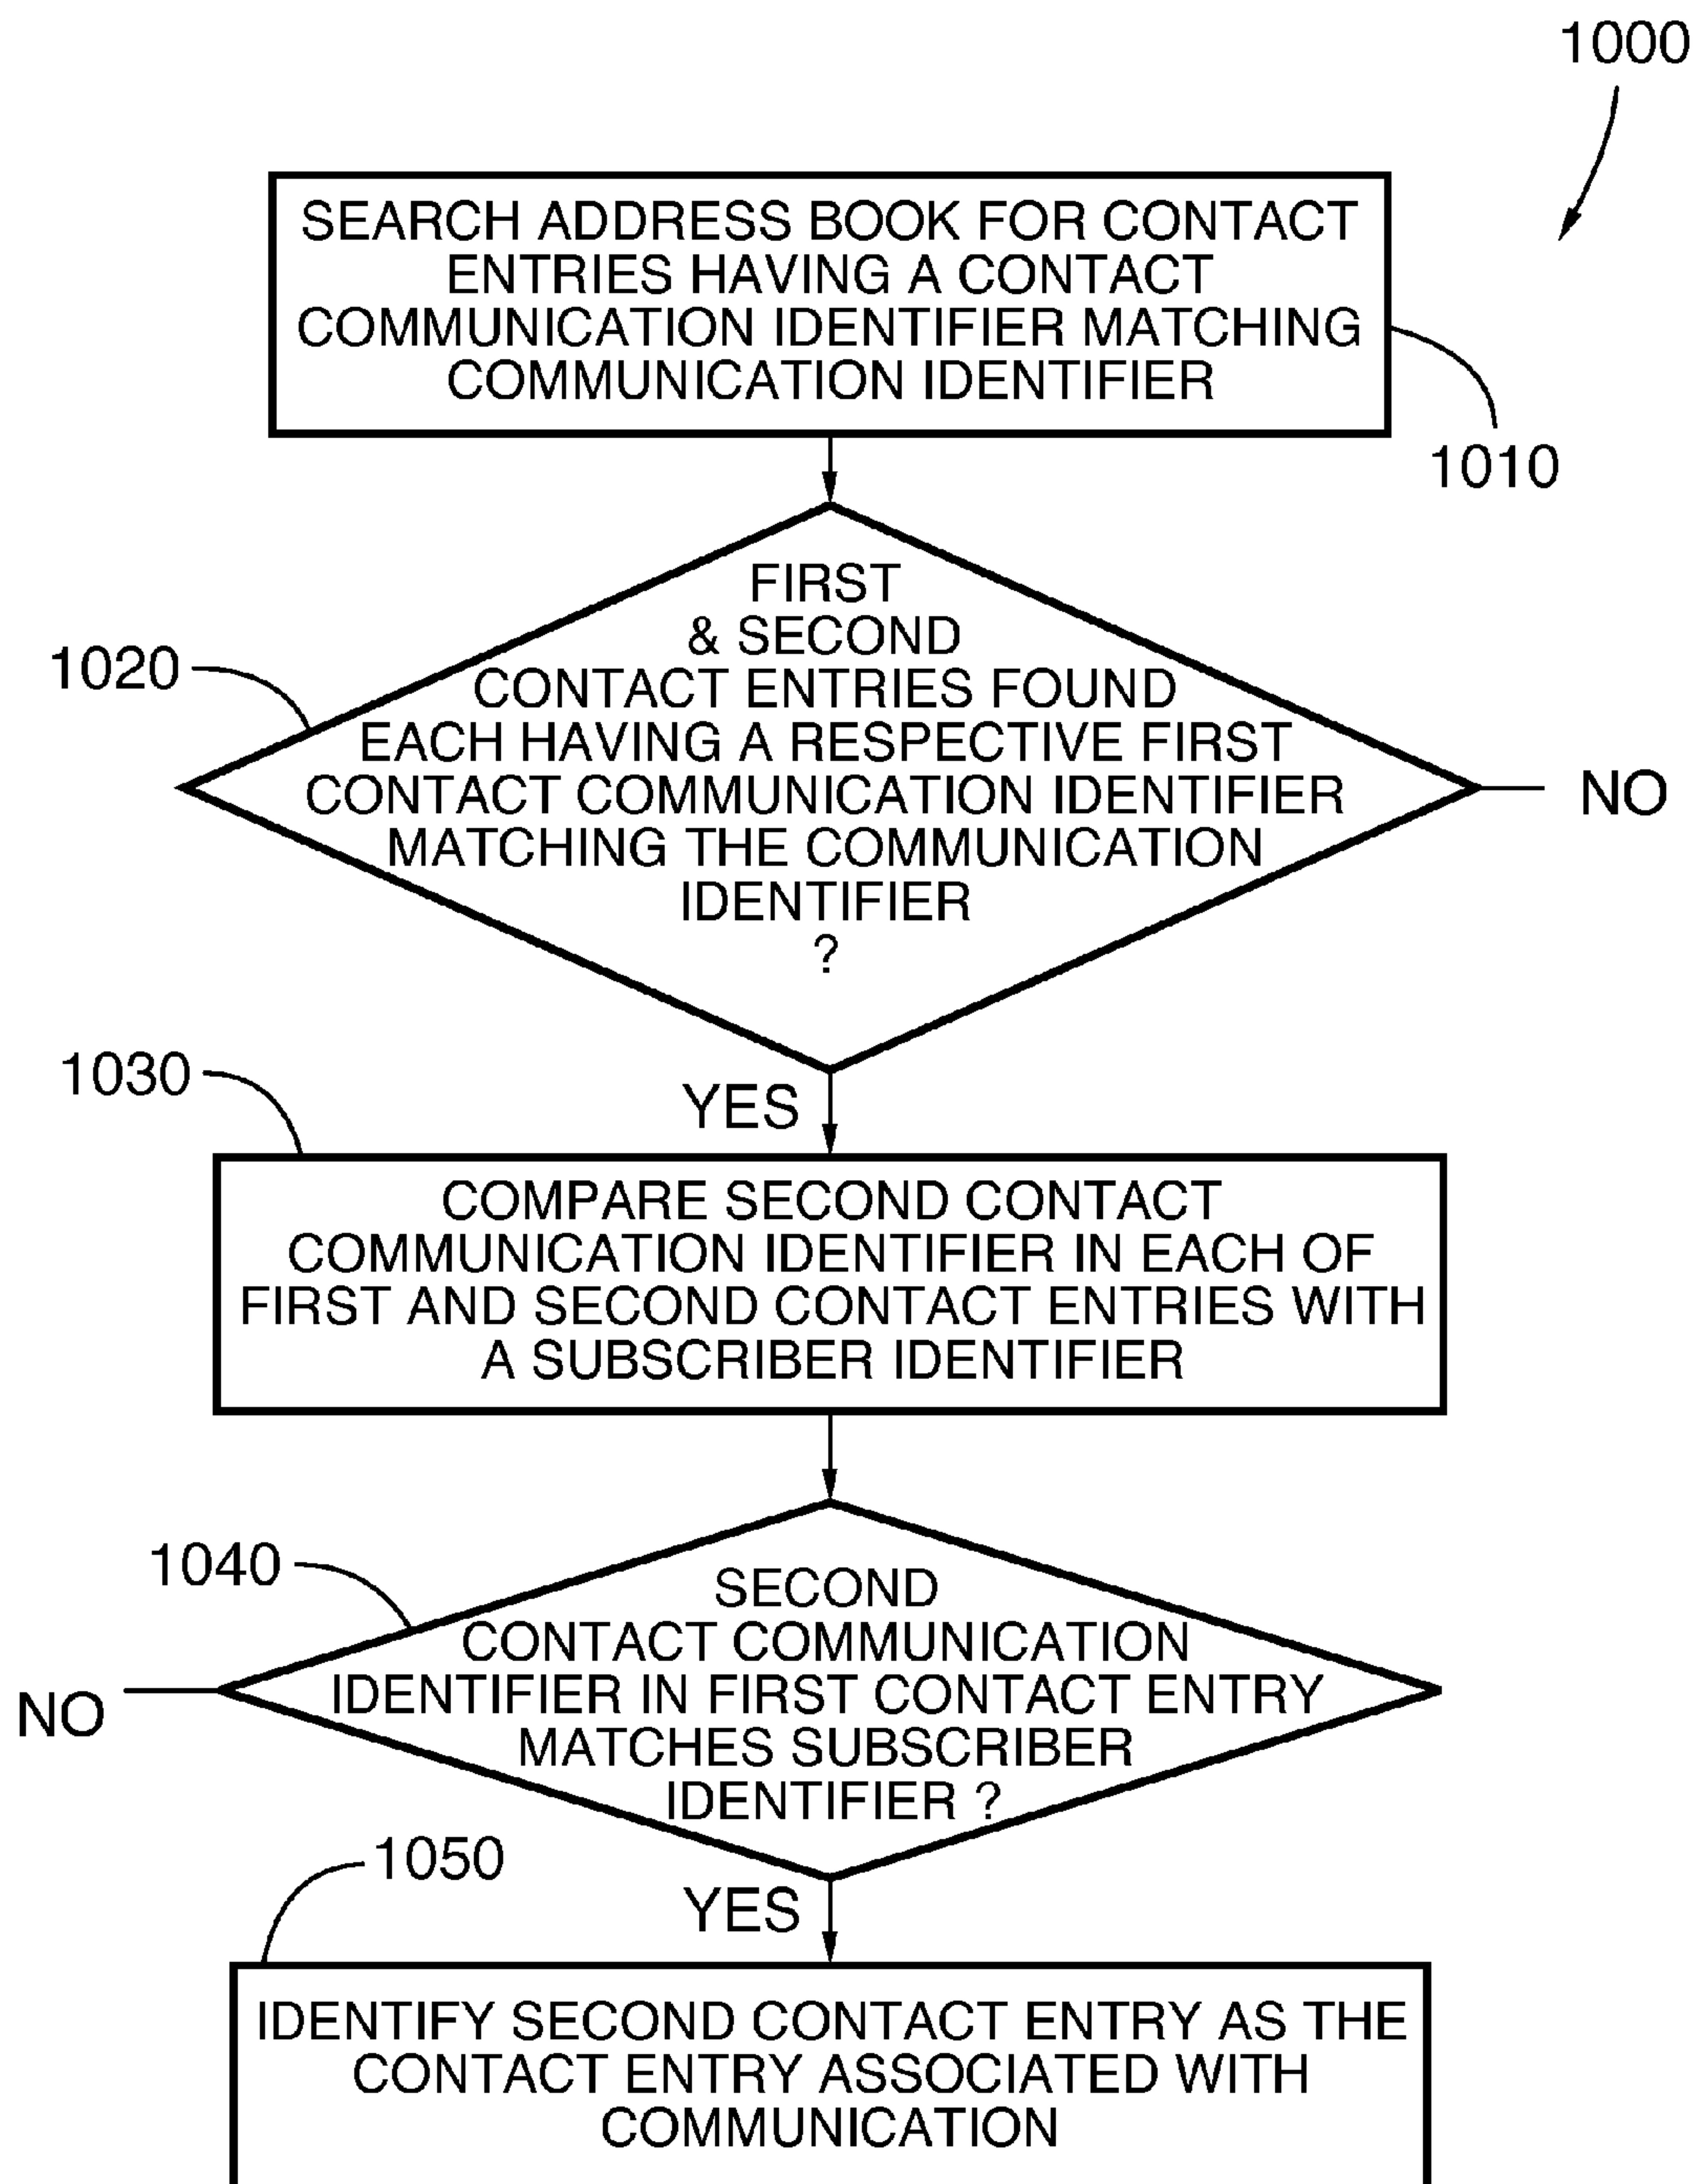 1000
SEARCH ADDRESS BOOK FOR CONTACT
ENTRIES HAVING A CONTACT
COMMUNICATION IDENTIFIER MATCHING
COMMUNICATION IDENTIFIER
1010
FIRST
& SECOND
CONTACT ENTRIES FOUND
EACH HAVING A RESPECTIVE FIRST
CONTACT COMMUNICATION IDENTIFIER
MATCHING THE COMMUNICATION
IDENTIFIER
?
1020
NO
YES
1030
COMPARE SECOND CONTACT
COMMUNICATION IDENTIFIER IN EACH OF
FIRST AND SECOND CONTACT ENTRIES WITH
A SUBSCRIBER IDENTIFIER
1040
SECOND
CONTACT COMMUNICATION
IDENTIFIER IN FIRST CONTACT ENTRY
MATCHES SUBSCRIBER
IDENTIFIER ?
NO
YES
1050
IDENTIFY SECOND CONTACT ENTRY AS THE
CONTACT ENTRY ASSOCIATED WITH
COMMUNICATION